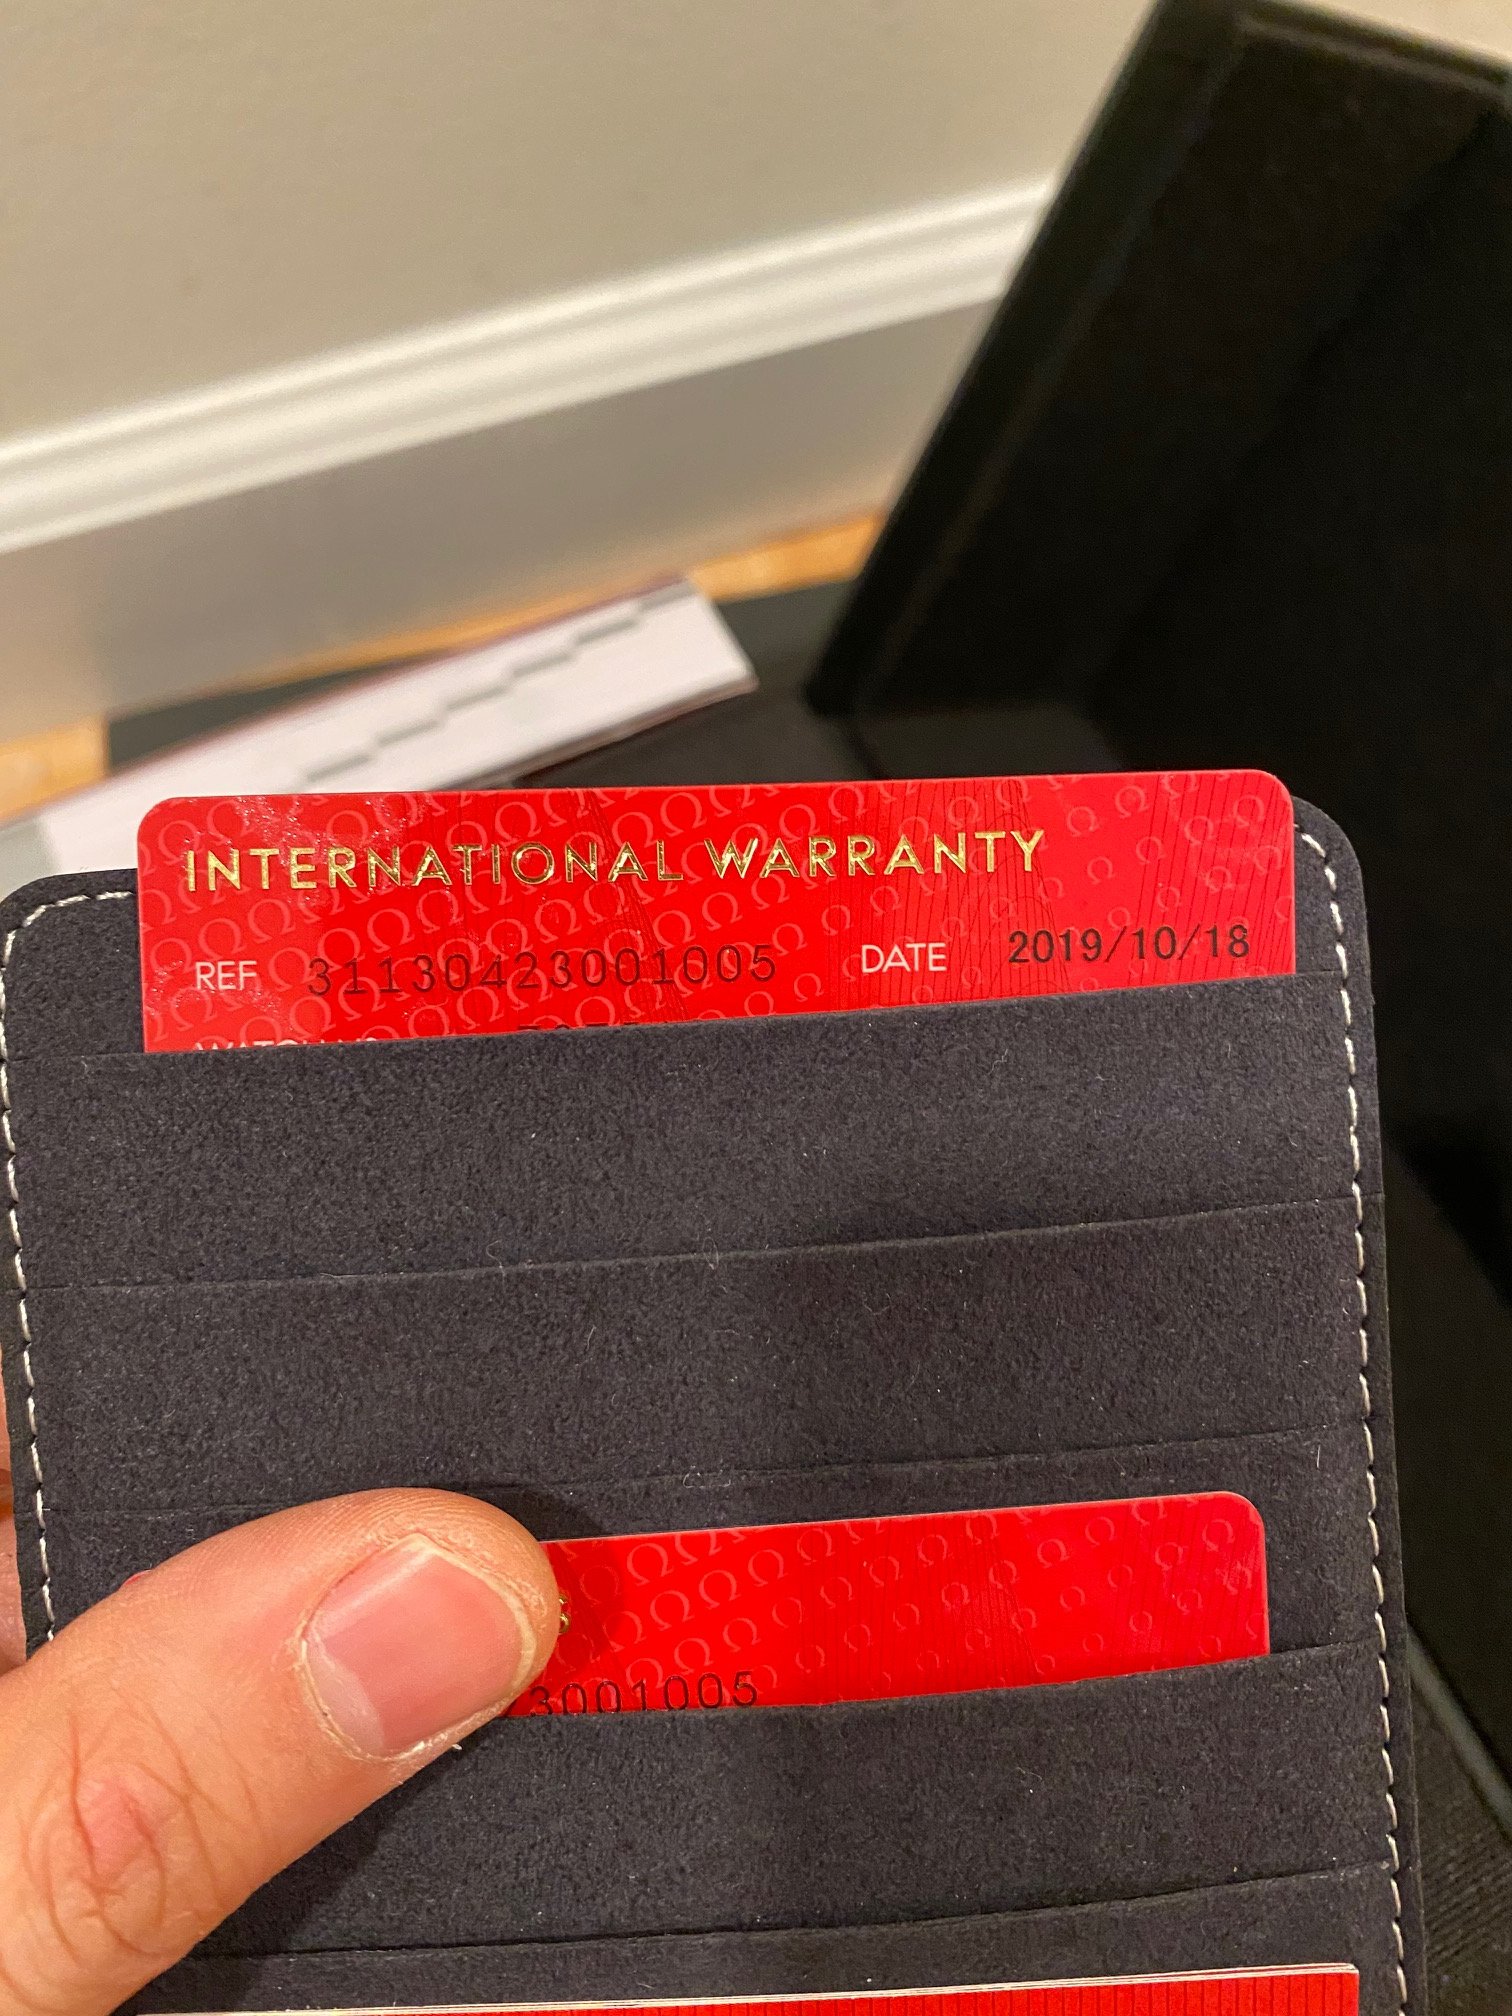 INTERNATIONAL WARRANTY
REF 31130423001005 DATE 2019/10/18
3001005